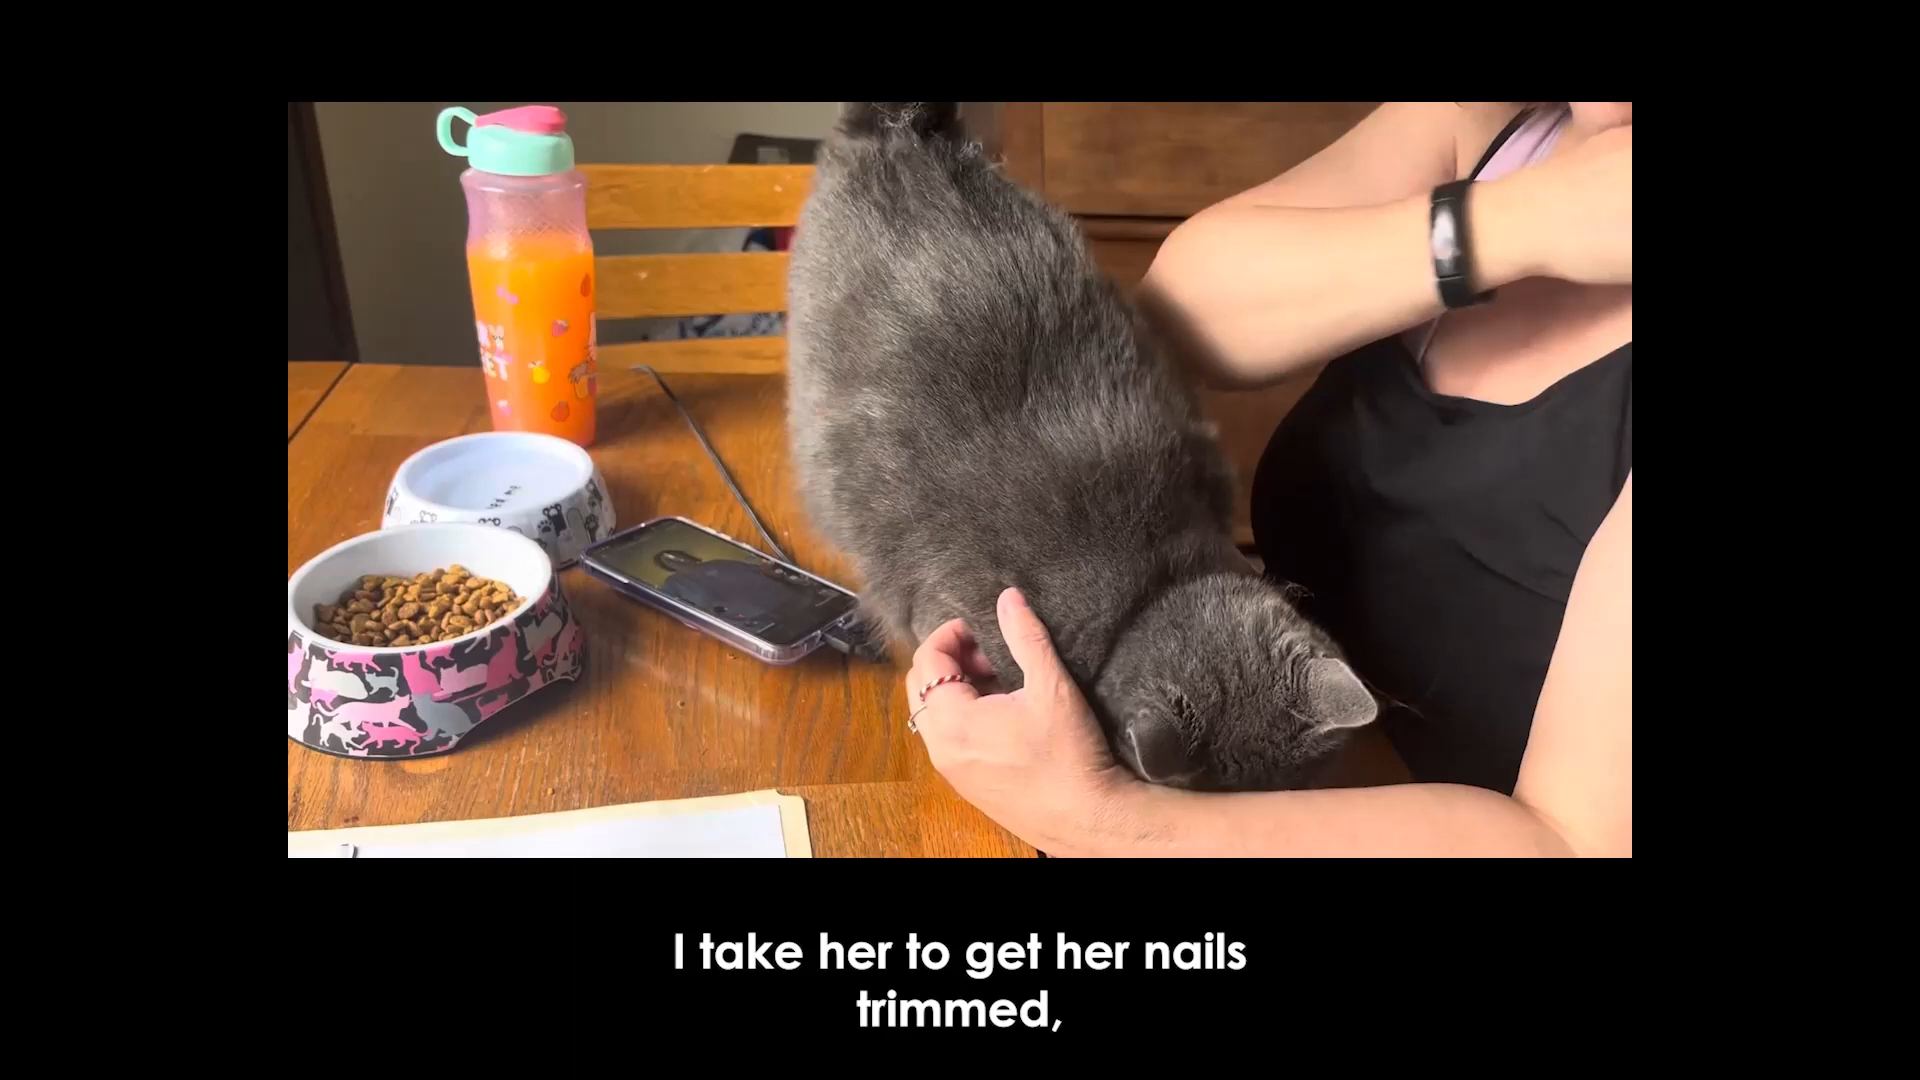 I take her to get her nails
trimmed,